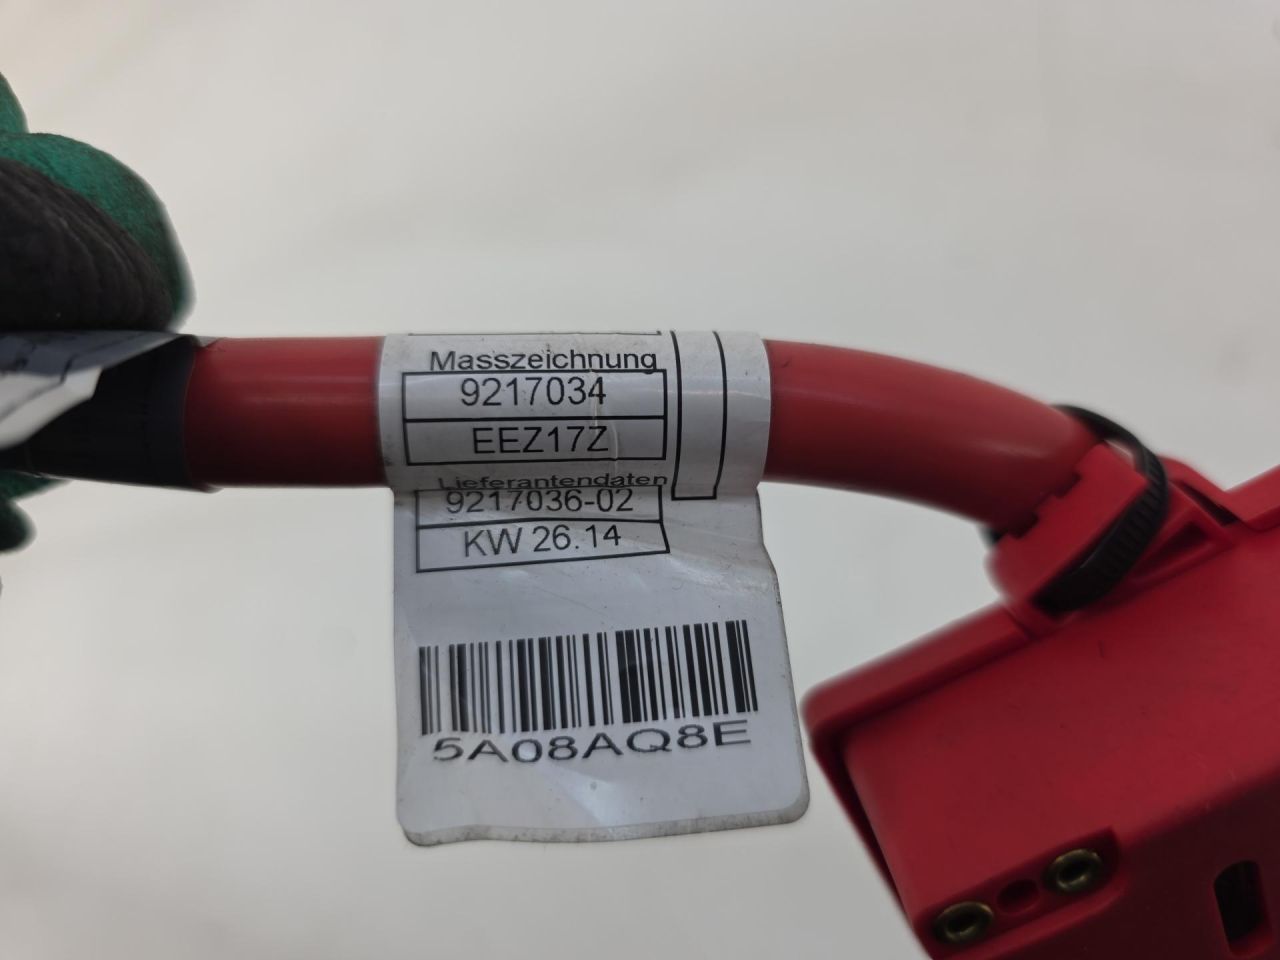 Masszeichnung
9217034
EEZ17Z
Lieferantendaten
9217036-02
KW 26.14
5A08AQ8E